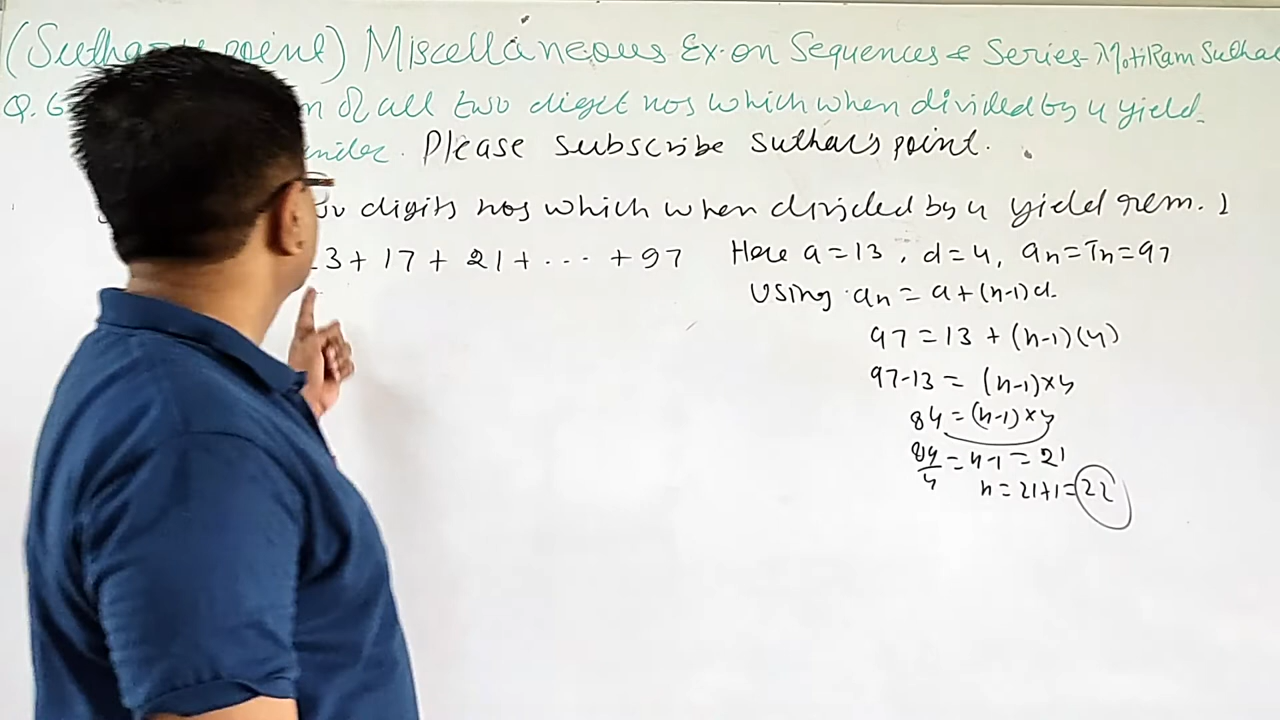 point) Miscellaneous Ex-on Sequences & Series- MotiRam Suthar
Q.6 of all two digit nos which when divided by 4 yield
Please Subscribe Suthar's point.
digits nos which when divided by 4 yield rem. 1
13 + 17 + 21 + ... + 97 Here a = 13, d = 4, an = Tn = 97
Using an = a + (n-1)d.
97 = 13 + (n-1)(4)
97-13 = (n-1)×4
84 = (n-1)×4
84/4 = n-1 = 21
n = 21+1 = 22